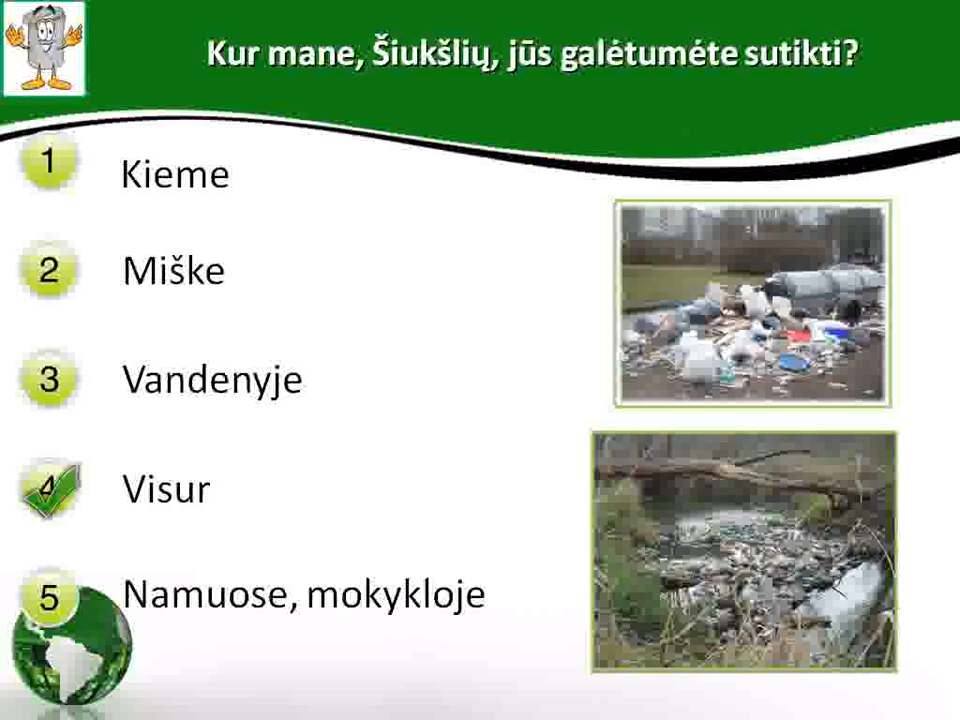 Kur mane, Šiukšlių, jūs galėtumėte sutikti?
1 Kieme
2 Miške
3 Vandenyje
4 Visur
5 Namuose, mokykloje